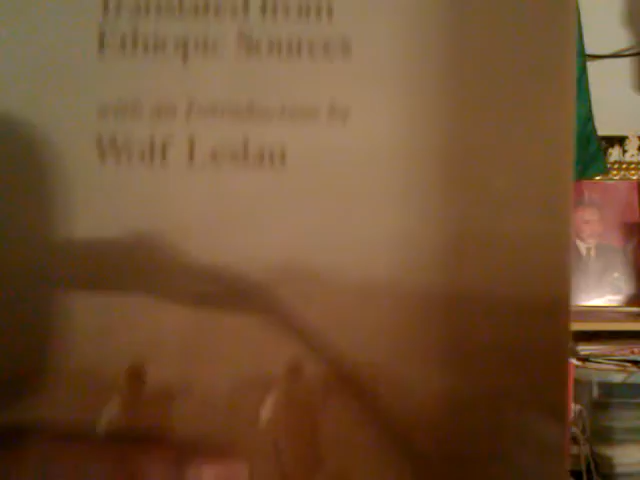 Translated from
Ethiopic Sources
with an Introduction by
Wolf Leslau